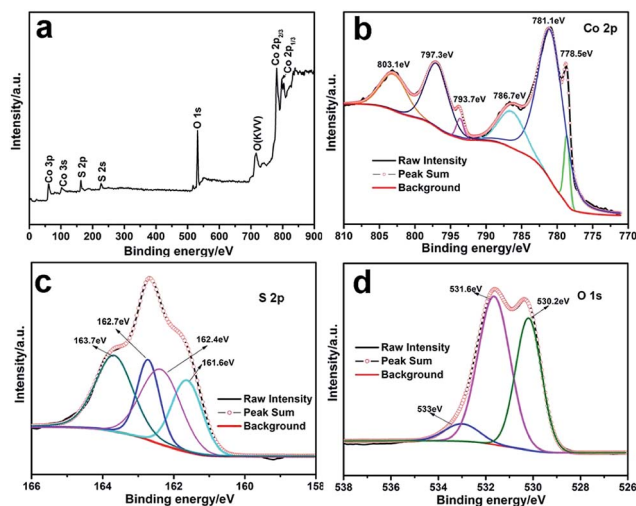 a
Co 3p
Co 3s
S 2p
S 2s
O 1s
O(KVV)
Co 2p2/3
Co 2p1/3
Intensity/a.u.
0 100 200 300 400 500 600 700 800 900
Binding energy/eV
b
Co 2p
803.1eV
797.3eV
793.7eV
786.7eV
781.1eV
778.5eV
Raw Intensity
Peak Sum
Background
Intensity/a.u.
810 805 800 795 790 785 780 775 770
Binding energy/eV
c
S 2p
163.7eV
162.7eV
162.4eV
161.6eV
Raw Intensity
Peak Sum
Background
Intensity/a.u.
166 164 162 160 158
Binding energy/eV
d
O 1s
531.6eV
530.2eV
533eV
Raw Intensity
Peak Sum
Background
Intensity/a.u.
538 536 534 532 530 528 526
Binding energy/eV